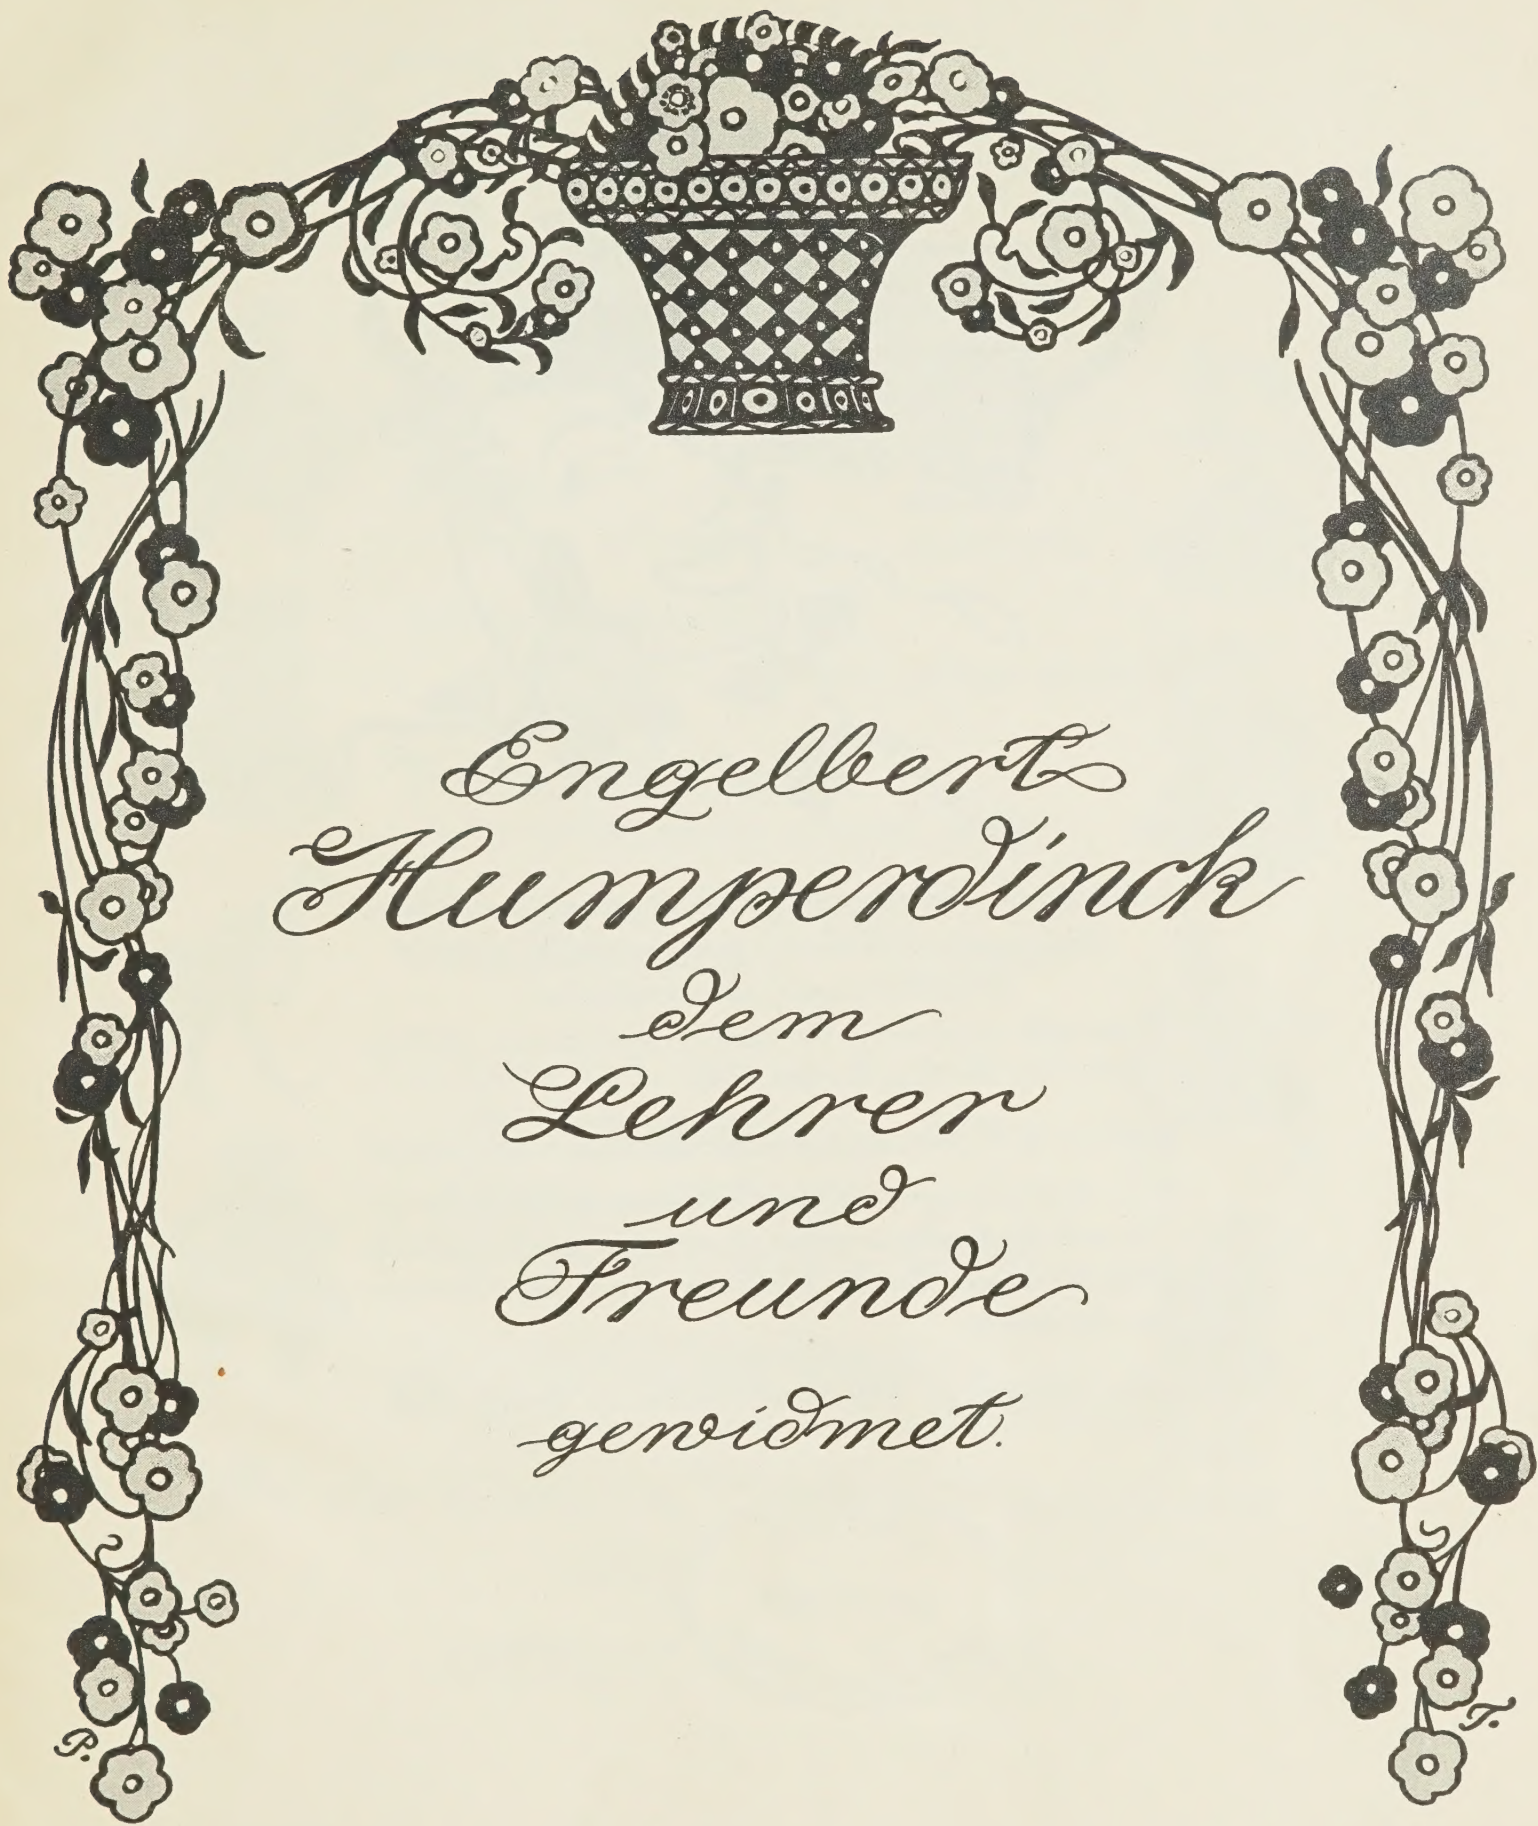 Engelbert
Humperdinck
dem
Lehrer
und
Freunde
gewidmet.
P. T.